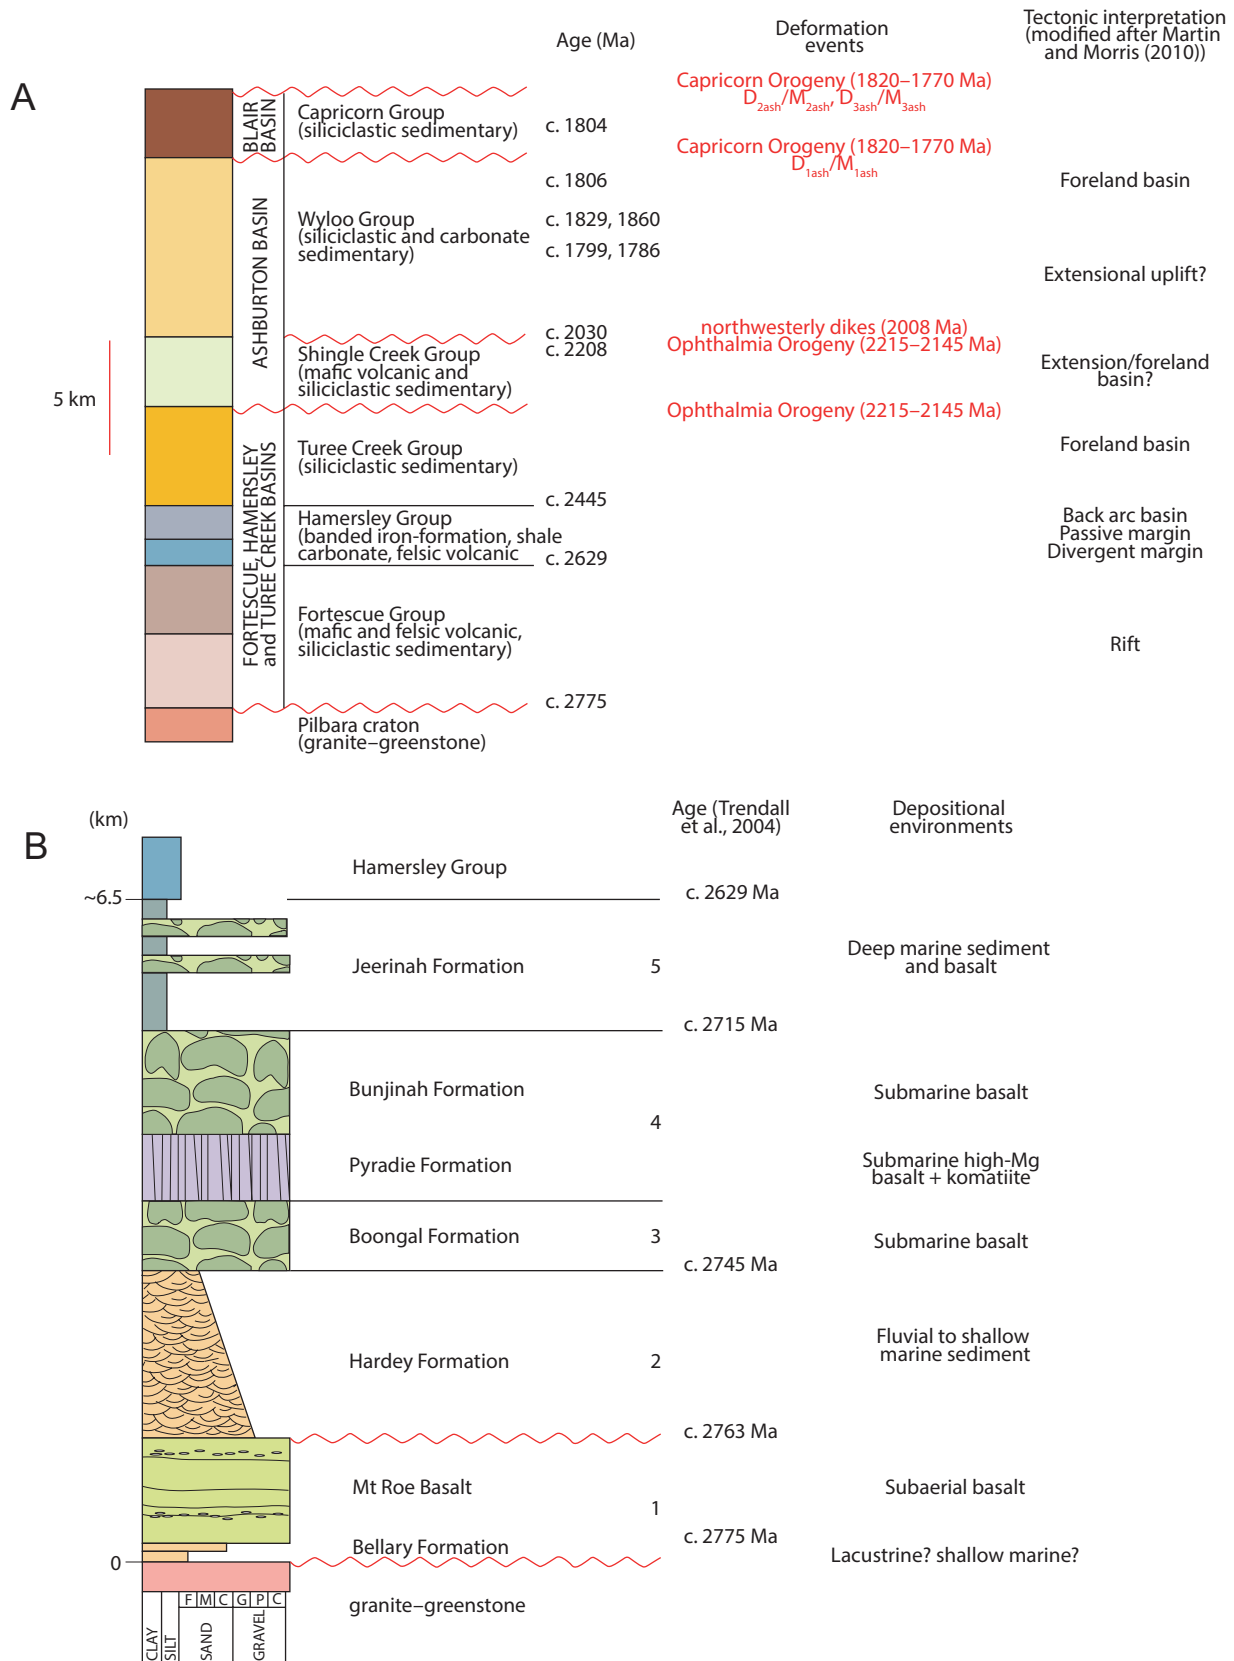 A
Age (Ma)
Deformation
events
Tectonic interpretation
(modified after Martin
and Morris (2010))
Capricorn Orogeny (1820–1770 Ma)
D2ash/M2ash, D3ash/M3ash
BLAIR
BASIN
Capricorn Group
(siliciclastic sedimentary)
c. 1804
Capricorn Orogeny (1820–1770 Ma)
D1ash/M1ash
ASHBURTON BASIN
c. 1806
Foreland basin
Wyloo Group
(siliciclastic and carbonate
sedimentary)
c. 1829, 1860
c. 1799, 1786
Extensional uplift?
c. 2030
northwesterly dikes (2008 Ma)
c. 2208
Ophthalmia Orogeny (2215–2145 Ma)
Shingle Creek Group
(mafic volcanic and
siliciclastic sedimentary)
Extension/foreland
basin?
5 km
Ophthalmia Orogeny (2215–2145 Ma)
FORTESCUE, HAMERSLEY
and TUREE CREEK BASINS
Turee Creek Group
(siliciclastic sedimentary)
Foreland basin
c. 2445
Hamersley Group
(banded iron-formation, shale
carbonate, felsic volcanic
Back arc basin
Passive margin
Divergent margin
c. 2629
Fortescue Group
(mafic and felsic volcanic,
siliciclastic sedimentary)
Rift
c. 2775
Pilbara craton
(granite–greenstone)
B
(km)
Age (Trendall
et al., 2004)
Depositional
environments
Hamersley Group
~6.5
c. 2629 Ma
Jeerinah Formation
5
Deep marine sediment
and basalt
c. 2715 Ma
Bunjinah Formation
Submarine basalt
4
Pyradie Formation
Submarine high-Mg
basalt + komatiite
Boongal Formation
3
Submarine basalt
c. 2745 Ma
Hardey Formation
2
Fluvial to shallow
marine sediment
c. 2763 Ma
Mt Roe Basalt
Subaerial basalt
1
c. 2775 Ma
Bellary Formation
Lacustrine? shallow marine?
0
granite–greenstone
F M C G P C
CLAY
SILT
SAND
GRAVEL